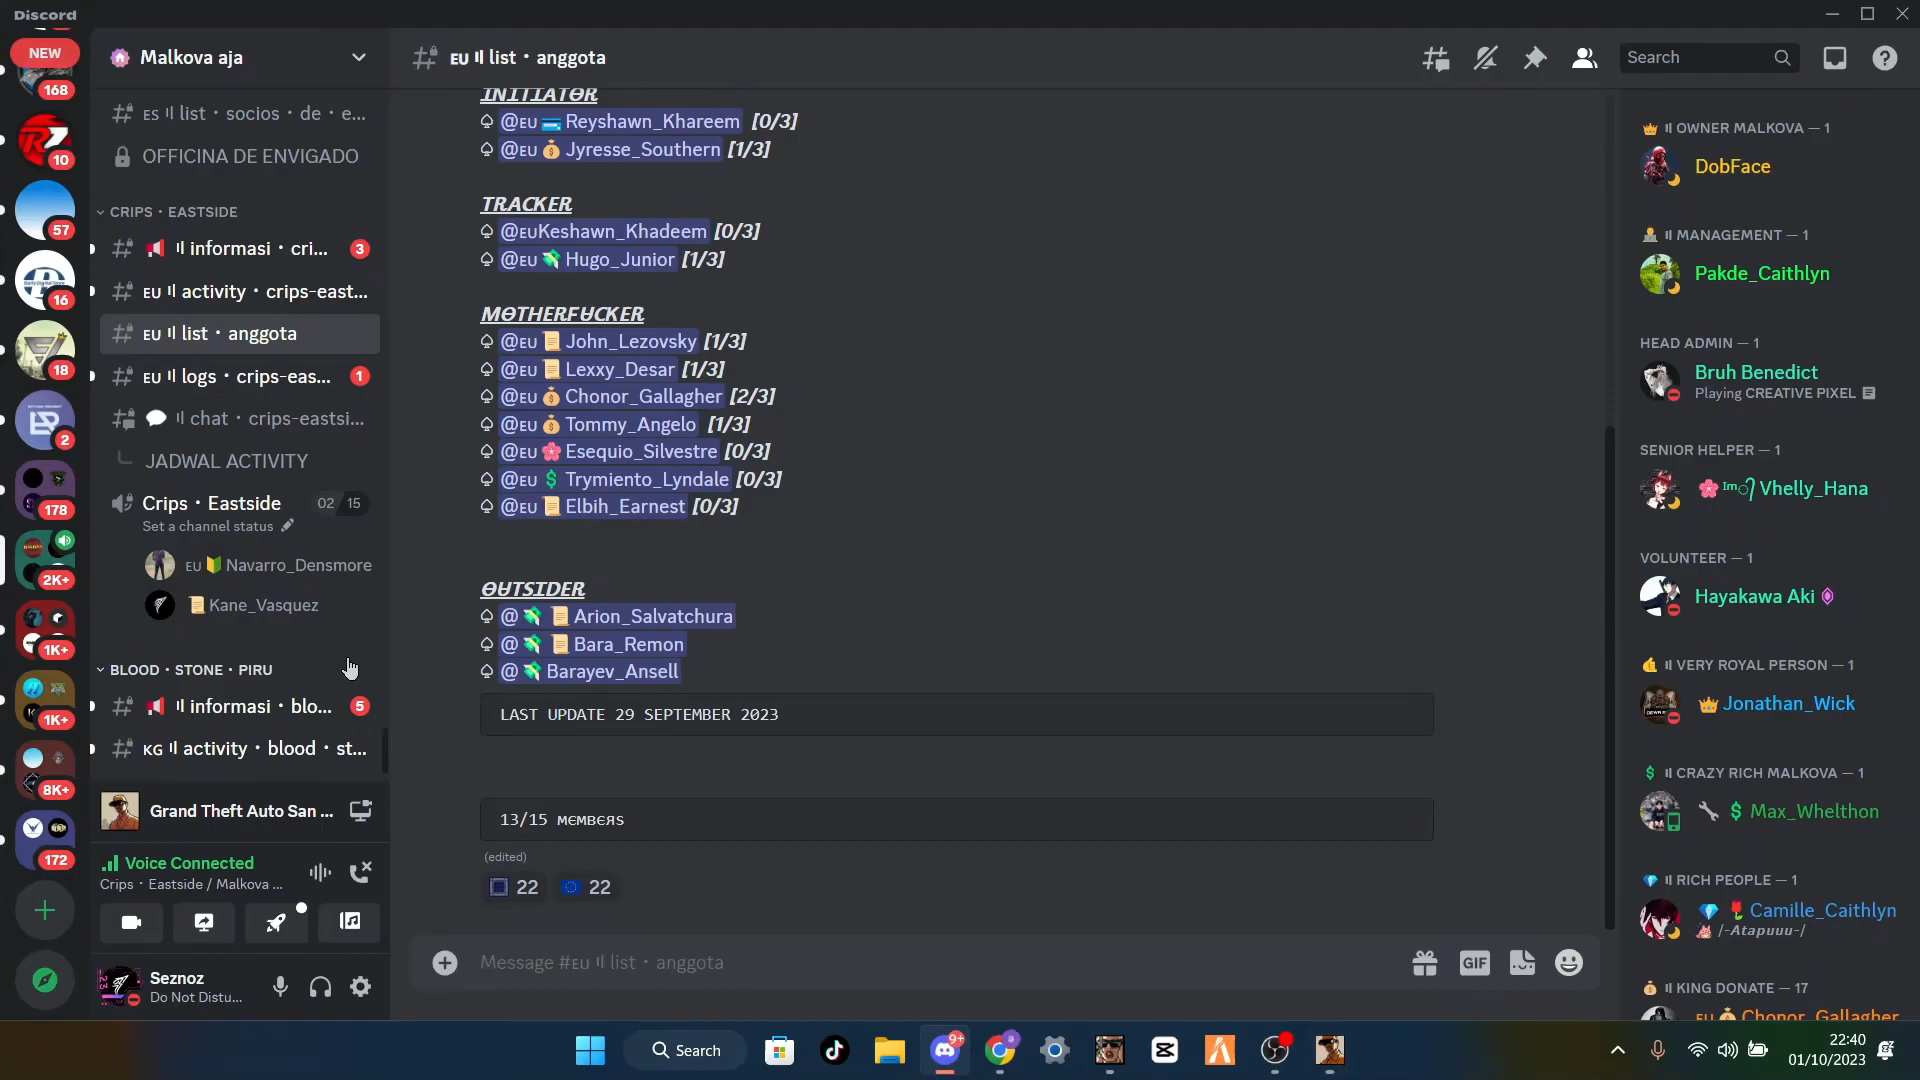 Discord
NEW
168
10
57
16
18
2
178
2K+
1K+
1K+
8K+
172
Malkova aja
ES list・socios・de・e...
OFFICINA DE ENVIGADO
CRIPS・EASTSIDE
informasi・cri... 3
EU activity・crips-east...
EU list・anggota
EU logs・crips-eas... 1
chat・crips-eastsi...
JADWAL ACTIVITY
Crips・Eastside 02 15
Set a channel status
EU Navarro_Densmore
Kane_Vasquez
BLOOD・STONE・PIRU
informasi・blo... 5
KG activity・blood・st...
Grand Theft Auto San ...
Voice Connected
Crips・Eastside / Malkova ...
Seznoz
Do Not Distu...
EU list・anggota
Search
INITIATOR
@EU Reyshawn_Khareem [0/3]
@EU Jyresse_Southern [1/3]
TRACKER
@EUKeshawn_Khadeem [0/3]
@EU Hugo_Junior [1/3]
MOTHERFUCKER
@EU John_Lezovsky [1/3]
@EU Lexxy_Desar [1/3]
@EU Chonor_Gallagher [2/3]
@EU Tommy_Angelo [1/3]
@EU Esequio_Silvestre [0/3]
@EU $ Trymiento_Lyndale [0/3]
@EU Elbih_Earnest [0/3]
OUTSIDER
@ Arion_Salvatchura
@ Bara_Remon
@ Barayev_Ansell
LAST UPDATE 29 SEPTEMBER 2023
13/15 мємвєяѕ
(edited)
22 22
Message #EU list・anggota
GIF
OWNER MALKOVA — 1
DobFace
MANAGEMENT — 1
Pakde_Caithlyn
HEAD ADMIN — 1
Bruh Benedict
Playing CREATIVE PIXEL
SENIOR HELPER — 1
Vhelly_Hana
VOLUNTEER — 1
Hayakawa Aki
VERY ROYAL PERSON — 1
Jonathan_Wick
$ CRAZY RICH MALKOVA — 1
$ Max_Whelthon
RICH PEOPLE — 1
Camille_Caithlyn
/-Atapuuu-/
KING DONATE — 17
EU Chonor_Gallagher
Search
9+
22:40
01/10/2023